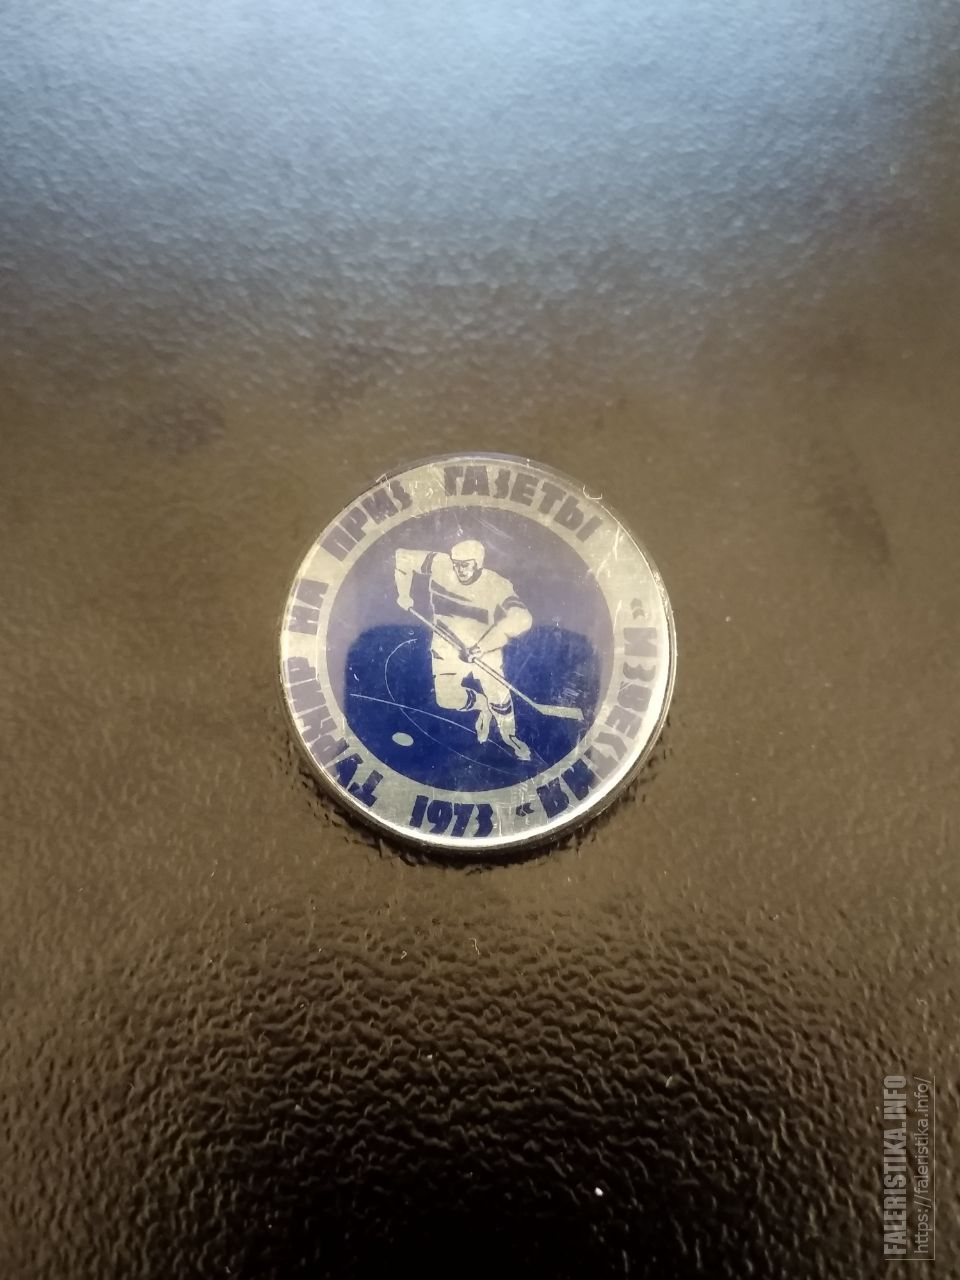 ТУРНИР НА ПРИЗ ГАЗЕТЫ «ИЗВЕСТИЯ» 1973
FALERISTIKA.INFO
https://faleristika.info/